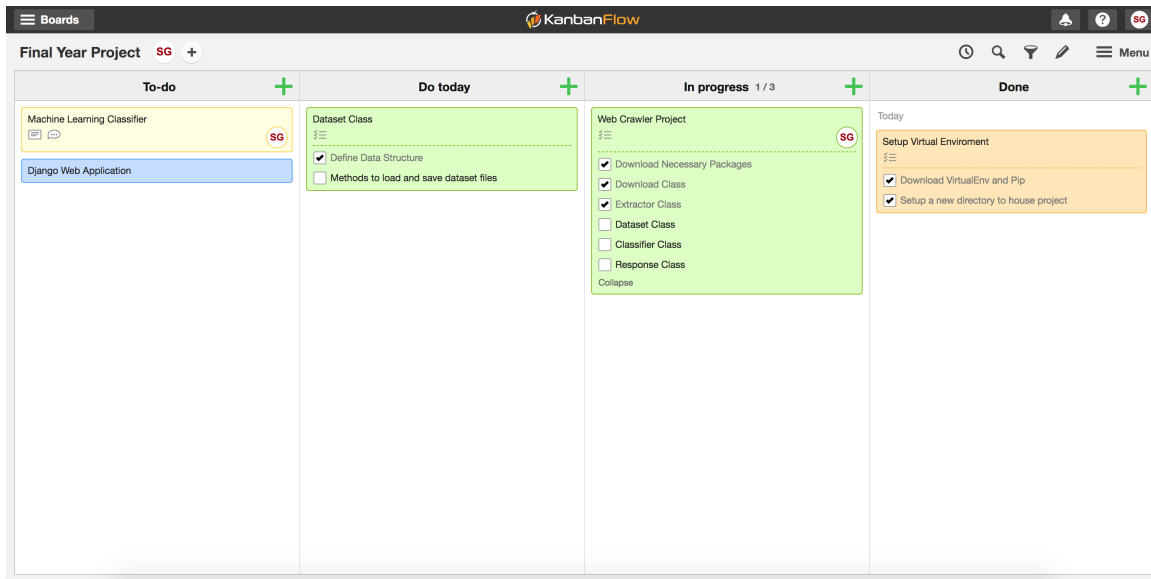 Boards
KanbanFlow
SG
Final Year Project SG +
Menu
To-do
Do today
In progress 1 / 3
Done
Machine Learning Classifier
SG
Django Web Application
Dataset Class
Define Data Structure
Methods to load and save dataset files
Web Crawler Project
SG
Download Necessary Packages
Download Class
Extractor Class
Dataset Class
Classifier Class
Response Class
Collapse
Today
Setup Virtual Enviroment
Download VirtualEnv and Pip
Setup a new directory to house project